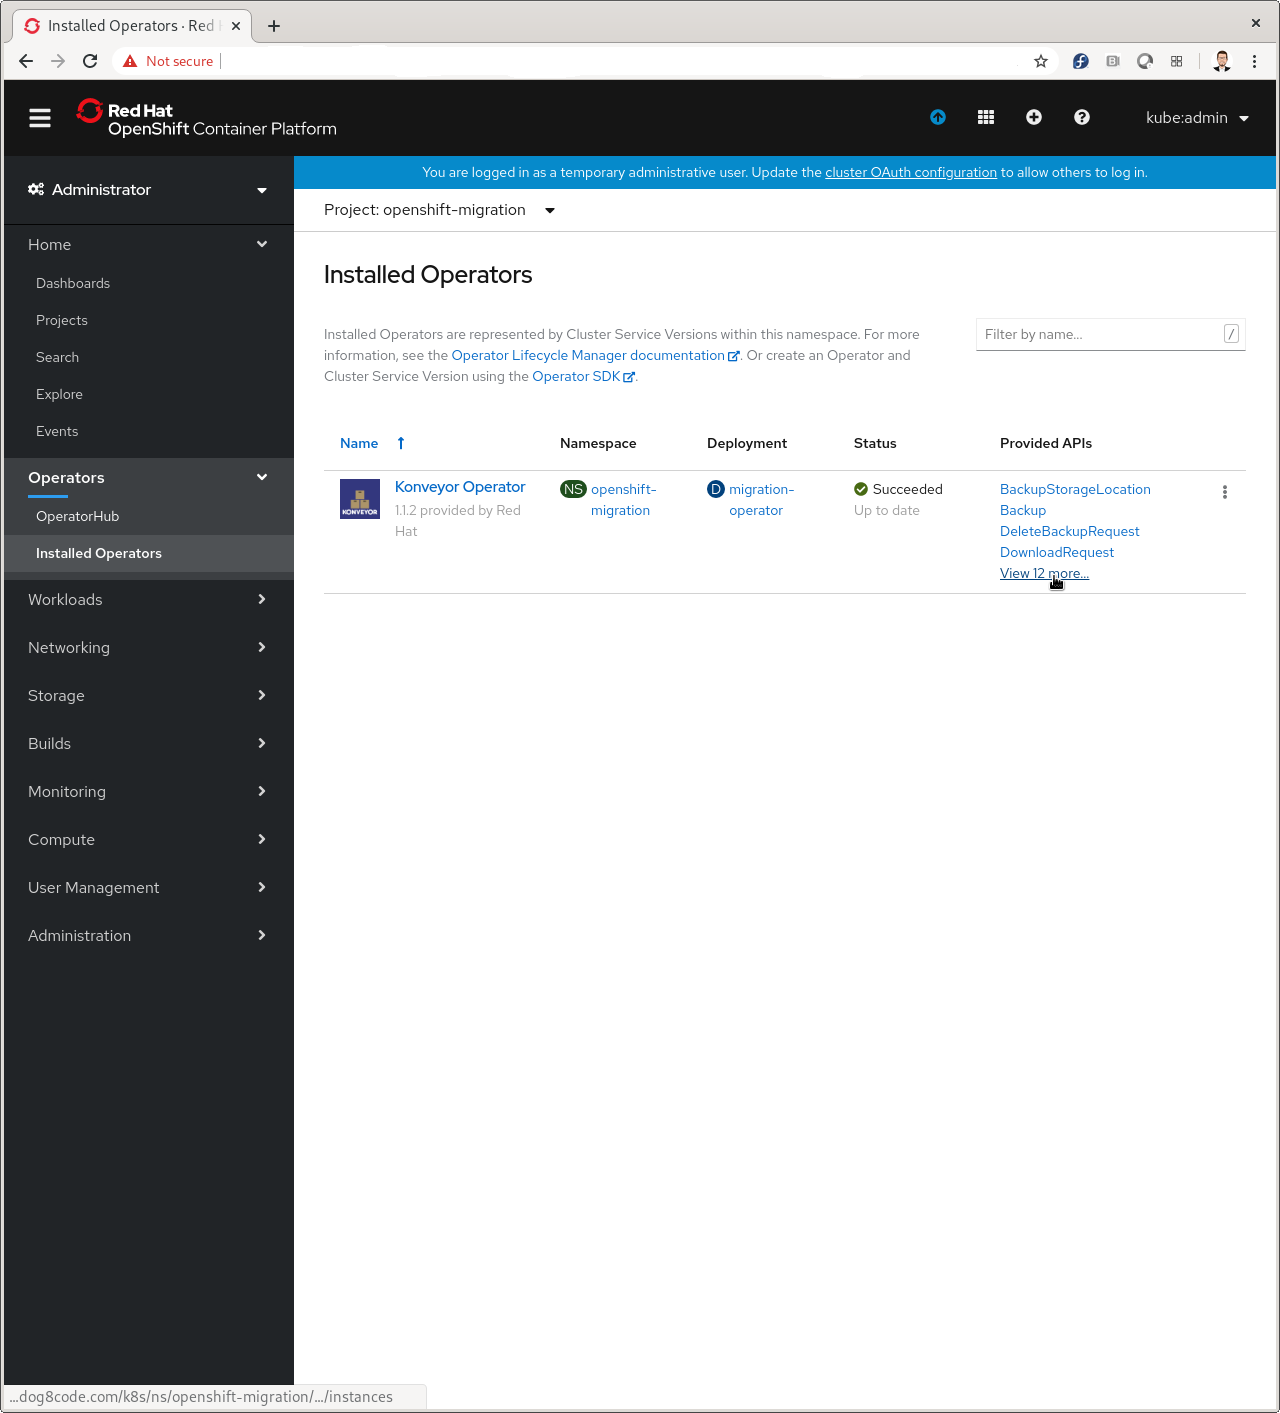 Installed Operators · Red
Not secure
Red Hat
OpenShift Container Platform
kube:admin
Administrator
You are logged in as a temporary administrative user. Update the cluster OAuth configuration to allow others to log in.
Project: openshift-migration
Home
Dashboards
Projects
Search
Explore
Events
Operators
OperatorHub
Installed Operators
Workloads
Networking
Storage
Builds
Monitoring
Compute
User Management
Administration
Installed Operators
Installed Operators are represented by Cluster Service Versions within this namespace. For more
information, see the Operator Lifecycle Manager documentation. Or create an Operator and
Cluster Service Version using the Operator SDK.
Filter by name...
/
Name
Namespace
Deployment
Status
Provided APIs
KONVEYOR
Konveyor Operator
1.1.2 provided by Red
Hat
NS openshift-
migration
D migration-
operator
Succeeded
Up to date
BackupStorageLocation
Backup
DeleteBackupRequest
DownloadRequest
View 12 more...
...dog8code.com/k8s/ns/openshift-migration/.../instances